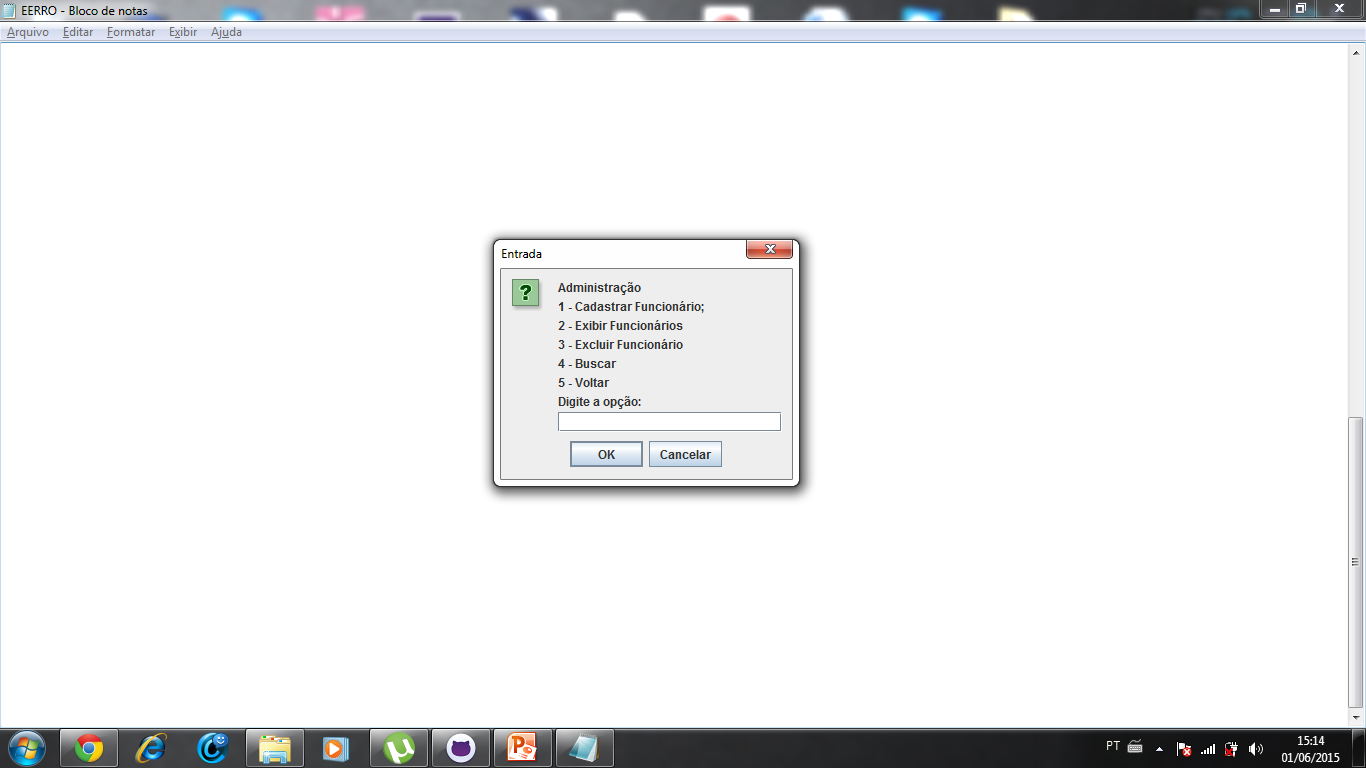 EERRO - Bloco de notas
Arquivo Editar Formatar Exibir Ajuda
Entrada
?
Administração
1 - Cadastrar Funcionário;
2 - Exibir Funcionários
3 - Excluir Funcionário
4 - Buscar
5 - Voltar
Digite a opção:
OK Cancelar
PT
15:14
01/06/2015